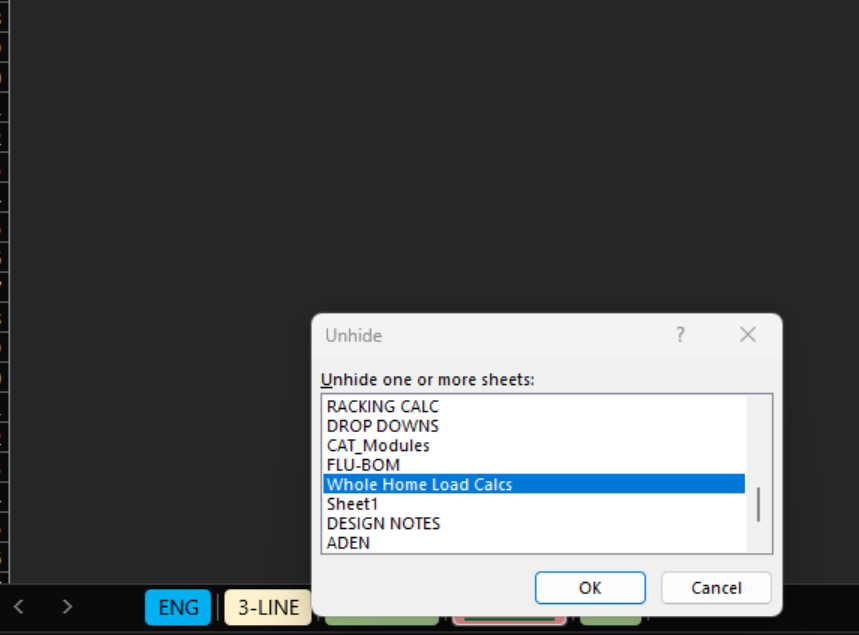 Unhide
?
Unhide one or more sheets:
RACKING CALC
DROP DOWNS
CAT_Modules
FLU-BOM
Whole Home Load Calcs
Sheet1
DESIGN NOTES
ADEN
OK Cancel
ENG 3-LINE